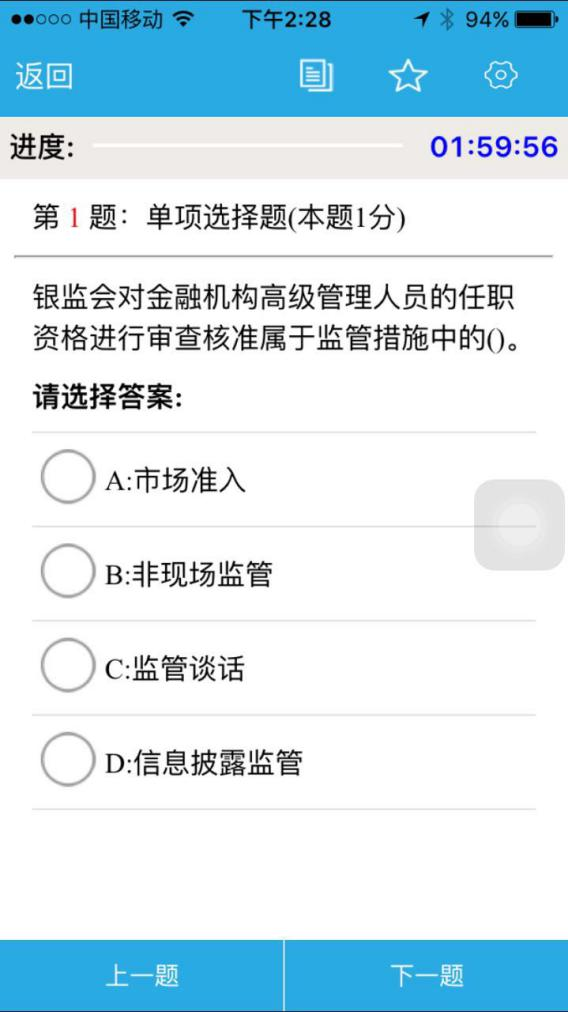 中国移动 下午2:28 94%
返回
进度: 01:59:56
第 1 题：单项选择题(本题1分)
银监会对金融机构高级管理人员的任职
资格进行审查核准属于监管措施中的()。
请选择答案:
A:市场准入
B:非现场监管
C:监管谈话
D:信息披露监管
上一题 下一题